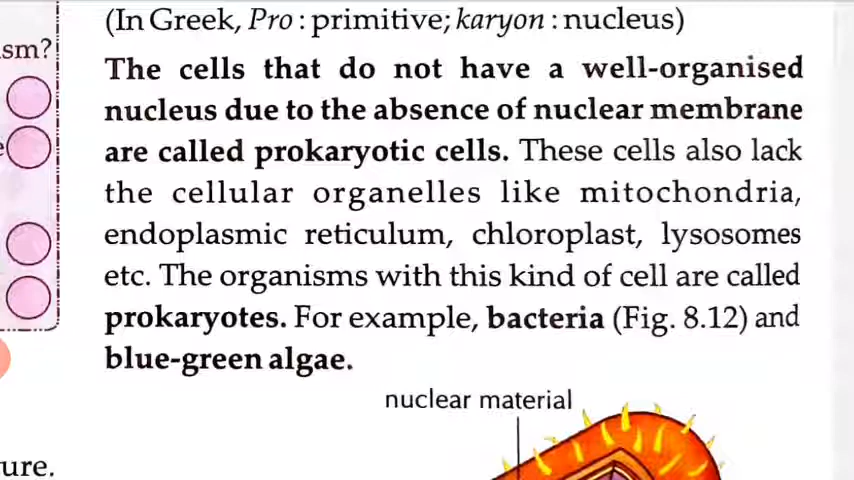 (In Greek, Pro : primitive; karyon : nucleus)
sm?
The cells that do not have a well-organised
nucleus due to the absence of nuclear membrane
are called prokaryotic cells. These cells also lack
the cellular organelles like mitochondria,
endoplasmic reticulum, chloroplast, lysosomes
etc. The organisms with this kind of cell are called
prokaryotes. For example, bacteria (Fig. 8.12) and
blue-green algae.
nuclear material
ure.